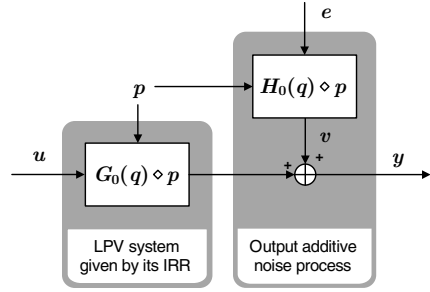 e
p
H₀(q) ⋄ p
v
u
G₀(q) ⋄ p
+ +
y
LPV system
given by its IRR
Output additive
noise process